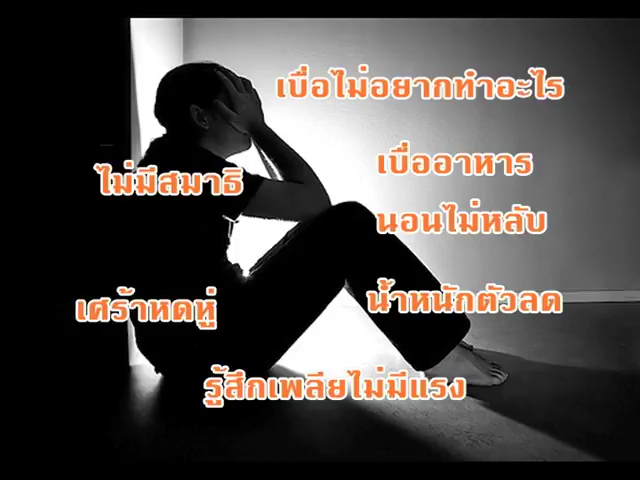 เบื่อไม่อยากทำอะไร
เบื่ออาหาร
ไม่มีสมาธิ
นอนไม่หลับ
น้ำหนักตัวลด
เศร้าหดหู่
รู้สึกเพลียไม่มีแรง